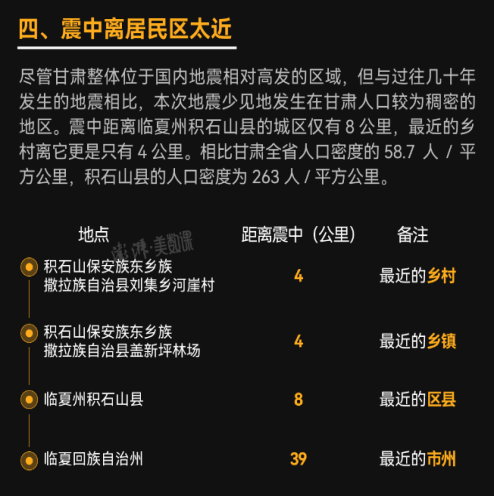 四、震中离居民区太近
尽管甘肃整体位于国内地震相对高发的区域，但与过往几十年
发生的地震相比，本次地震少见地发生在甘肃人口较为稠密的
地区。震中距离临夏州积石山县的城区仅有 8 公里，最近的乡
村离它更是只有 4 公里。相比甘肃全省人口密度的 58.7 人 / 平
方公里，积石山县的人口密度为 263 人 / 平方公里。
地点 距离震中（公里） 备注
澎湃·美数课
积石山保安族东乡族
撒拉族自治县刘集乡河崖村 4 最近的乡村
积石山保安族东乡族
撒拉族自治县盖新坪林场 4 最近的乡镇
临夏州积石山县 8 最近的区县
临夏回族自治州 39 最近的市州